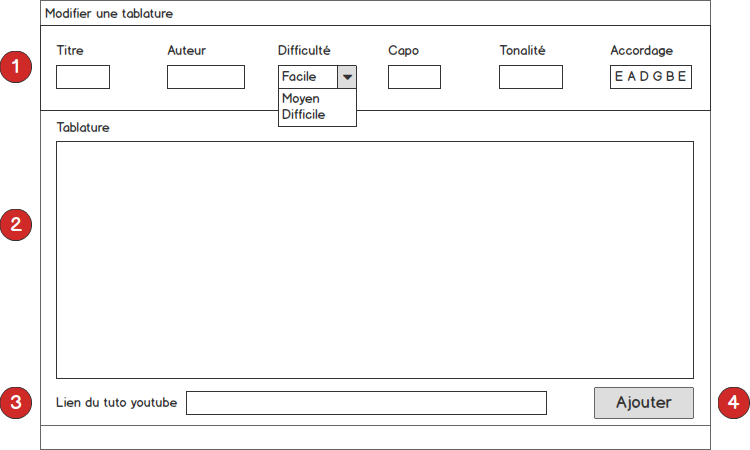 Modifier une tablature
Titre Auteur Difficulté Capo Tonalité Accordage
1 Facile E A D G B E
Moyen
Difficile
Tablature
2
3 Lien du tuto youtube Ajouter 4